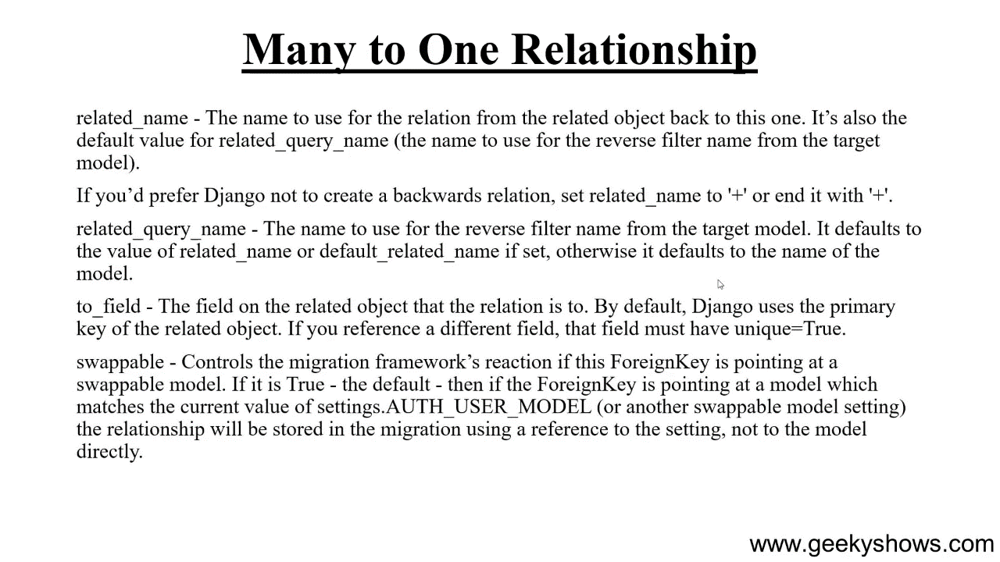 Many to One Relationship
related_name - The name to use for the relation from the related object back to this one. It’s also the
default value for related_query_name (the name to use for the reverse filter name from the target
model).
If you’d prefer Django not to create a backwards relation, set related_name to '+' or end it with '+'.
related_query_name - The name to use for the reverse filter name from the target model. It defaults to
the value of related_name or default_related_name if set, otherwise it defaults to the name of the
model.
to_field - The field on the related object that the relation is to. By default, Django uses the primary
key of the related object. If you reference a different field, that field must have unique=True.
swappable - Controls the migration framework’s reaction if this ForeignKey is pointing at a
swappable model. If it is True - the default - then if the ForeignKey is pointing at a model which
matches the current value of settings.AUTH_USER_MODEL (or another swappable model setting)
the relationship will be stored in the migration using a reference to the setting, not to the model
directly.
www.geekyshows.com